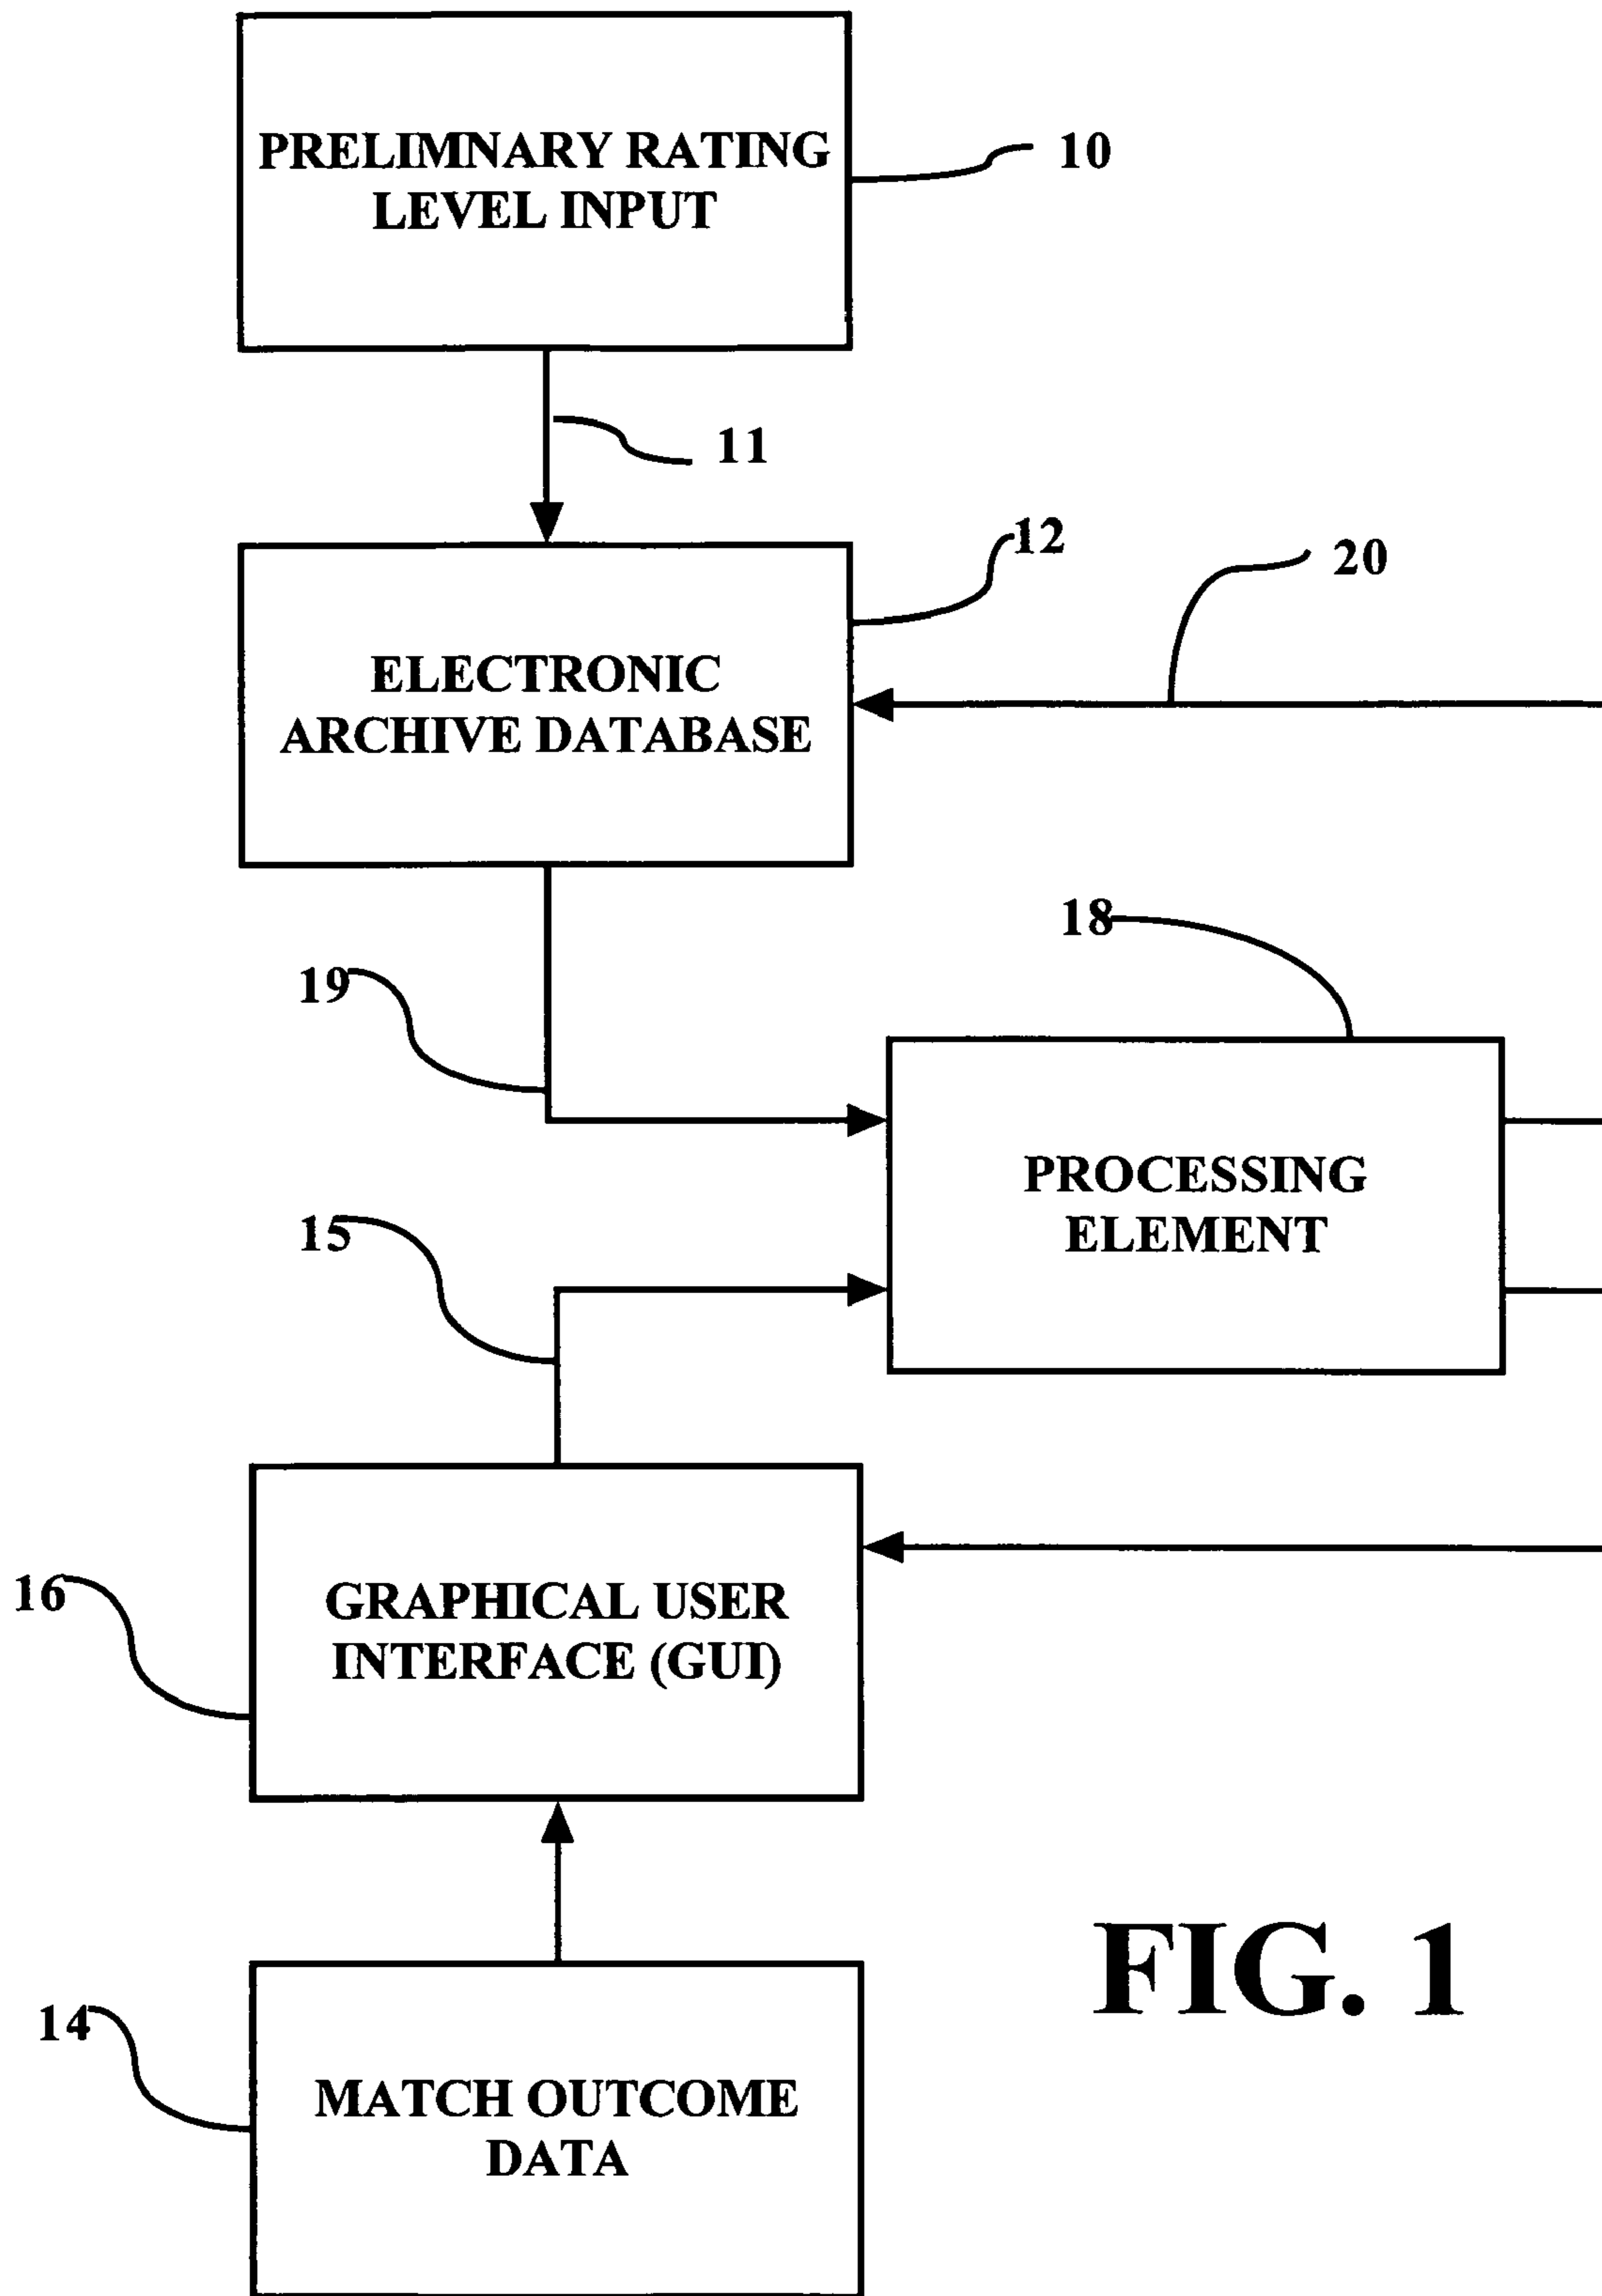 PRELIMNARY RATING
LEVEL INPUT
10
11
12
20
ELECTRONIC
ARCHIVE DATABASE
18
19
PROCESSING
ELEMENT
15
16
GRAPHICAL USER
INTERFACE (GUI)
FIG. 1
14
MATCH OUTCOME
DATA